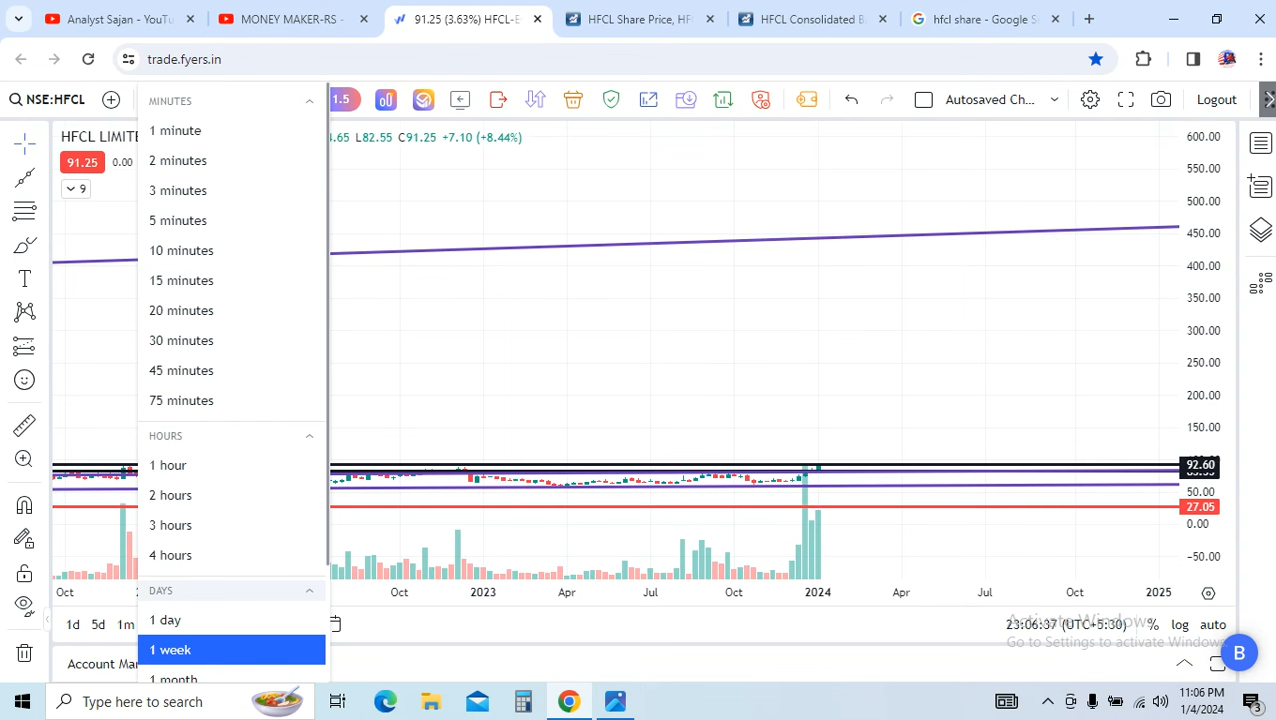 Analyst Sajan - YouTu
MONEY MAKER-RS -
91.25 (3.63%) HFCL-E
HFCL Share Price, HF
HFCL Consolidated B
hfcl share - Google S
trade.fyers.in
NSE:HFCL
1.5
Autosaved Ch...
Logout
HFC LIMITE
.65 L82.55 C91.25 +7.10 (+8.44%)
91.25 0.00
9
MINUTES
1 minute
2 minutes
3 minutes
5 minutes
10 minutes
15 minutes
20 minutes
30 minutes
45 minutes
75 minutes
HOURS
1 hour
2 hours
3 hours
4 hours
DAYS
1 day
1 week
1 month
600.00
550.00
500.00
450.00
400.00
350.00
300.00
250.00
200.00
150.00
92.60
50.00
27.05
0.00
−50.00
Oct
Oct 2023 Apr Jul Oct 2024 Apr Jul Oct 2025
1d 5d 1m
23:06:37 (UTC+5:30) % log auto
Activate Windows
Go to Settings to activate Windows.
Account Ma
B
Type here to search
11:06 PM
1/4/2024
3